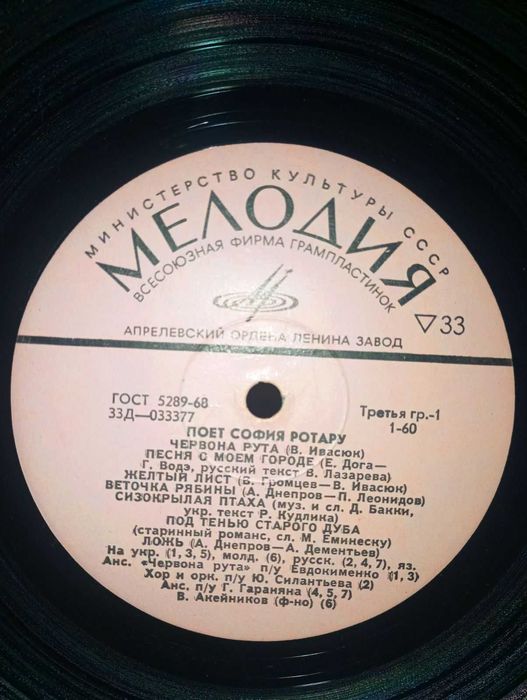 МИНИСТЕРСТВО КУЛЬТУРЫ СССР
МЕЛОДИЯ
ВСЕСОЮЗНАЯ ФИРМА ГРАМПЛАСТИНОК
▽33
АПРЕЛЕВСКИЙ ОРДЕНА ЛЕНИНА ЗАВОД
ГОСТ 5289-68
33Д—033377
Третья гр.-1
1-60
ПОЕТ СОФИЯ РОТАРУ
ЧЕРВОНА РУТА (В. Ивасюк)
ПЕСНЯ О МОЕМ ГОРОДЕ (Е. Дога—
Г. Водэ, русский текст В. Лазарева)
ЖЕЛТЫЙ ЛИСТ (В. Громцев—В. Ивасюк)
ВЕТОЧКА РЯБИНЫ (А. Днепров—П. Леонидов)
СИЗОКРЫЛАЯ ПТАХА (муз. и сл. Д. Бакки,
укр. текст Р. Кудлика)
ПОД ТЕНЬЮ СТАРОГО ДУБА
(старинный романс, сл. М. Еминеску)
ЛОЖЬ (А. Днепров—А. Дементьев)
На укр. (1, 3, 5), молд. (6), русск. (2, 4, 7), яз.
Анс. «Червона рута» п/у Евдокименко (1, 3)
Хор и орк. п/у Ю. Силантьева (2)
Анс. п/у Г. Гараняна (4, 5, 7)
В. Акейников (ф-но) (6)